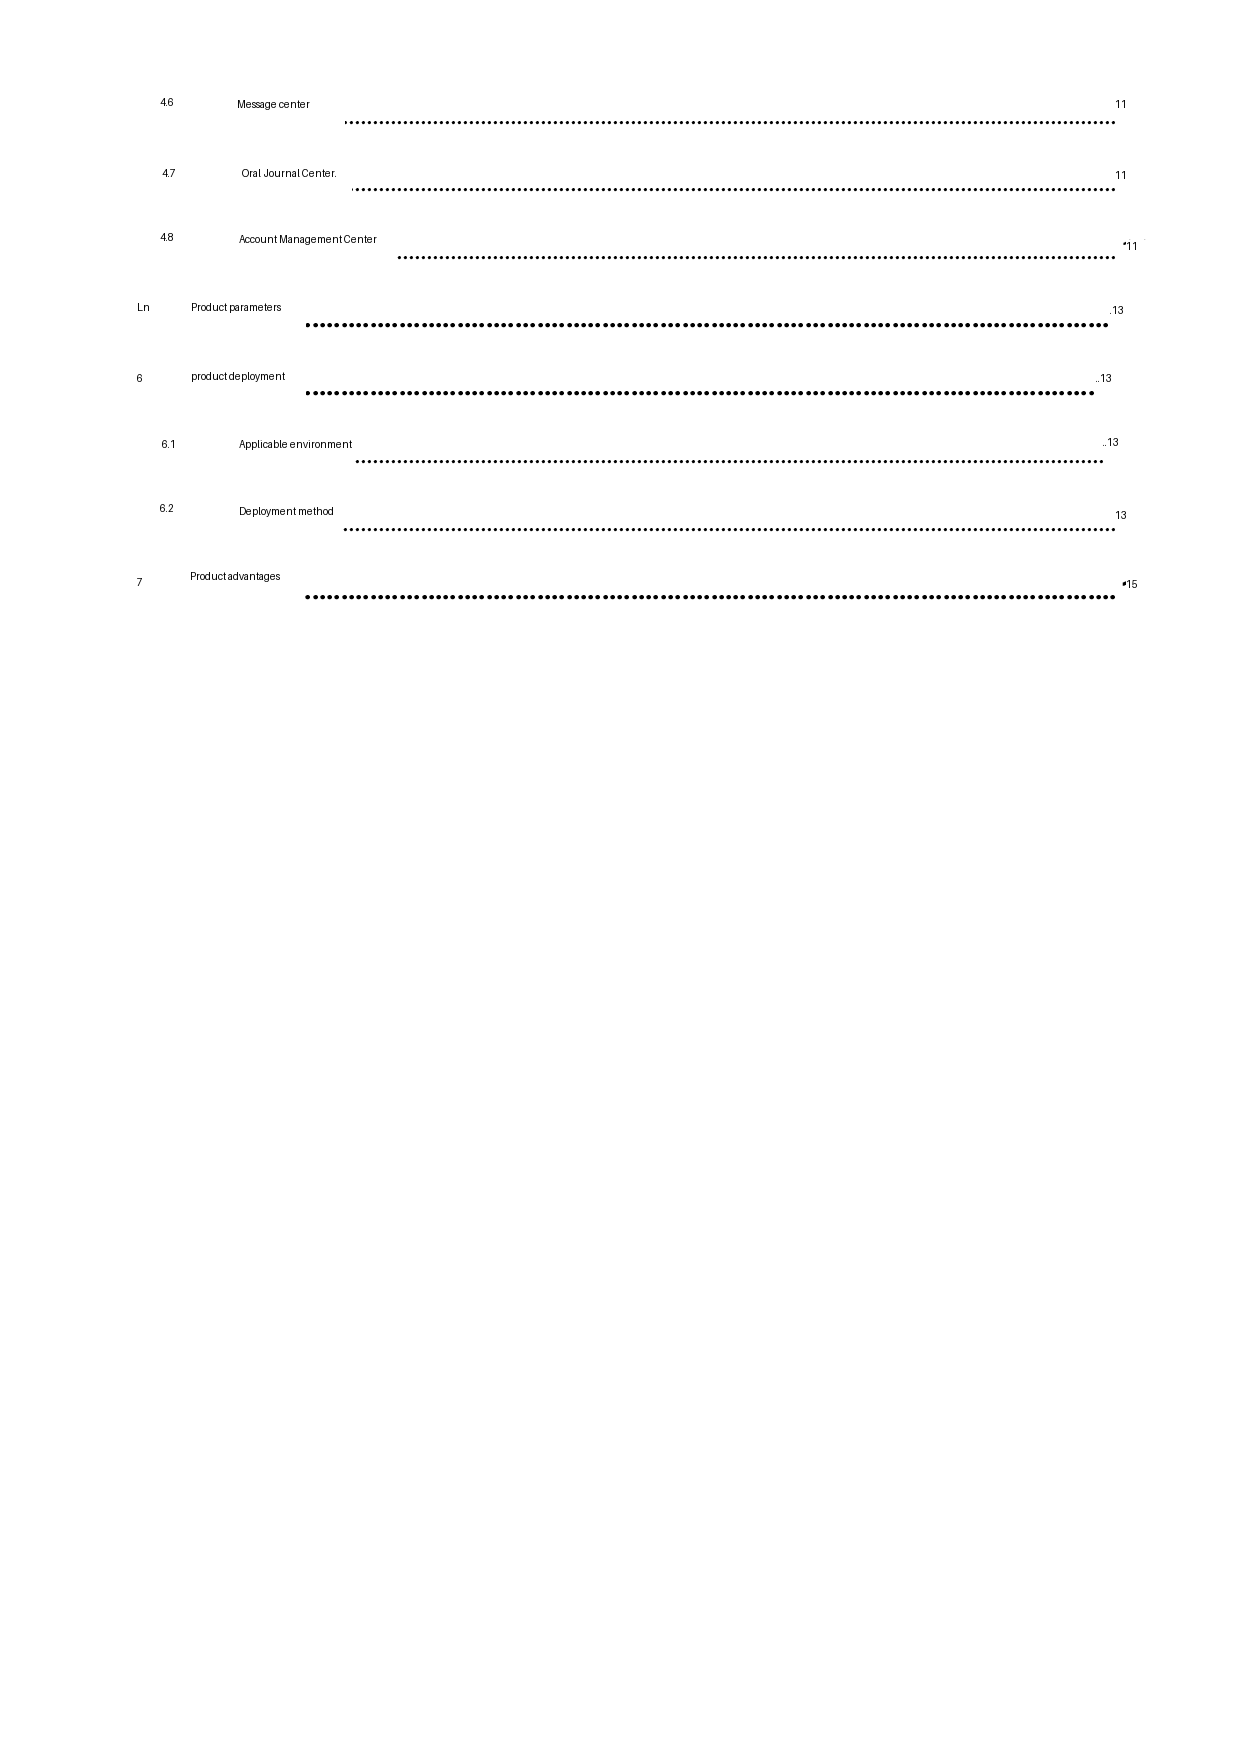 4.6 Message center ........................ 11
4.7 Oral Journal Center. ........................ 11
4.8 Account Management Center ........................ 11
Ln Product parameters ........................ .13
6 product deployment ........................ ..13
6.1 Applicable environment ........................ ..13
6.2 Deployment method ........................ 13
7 Product advantages ........................ 15